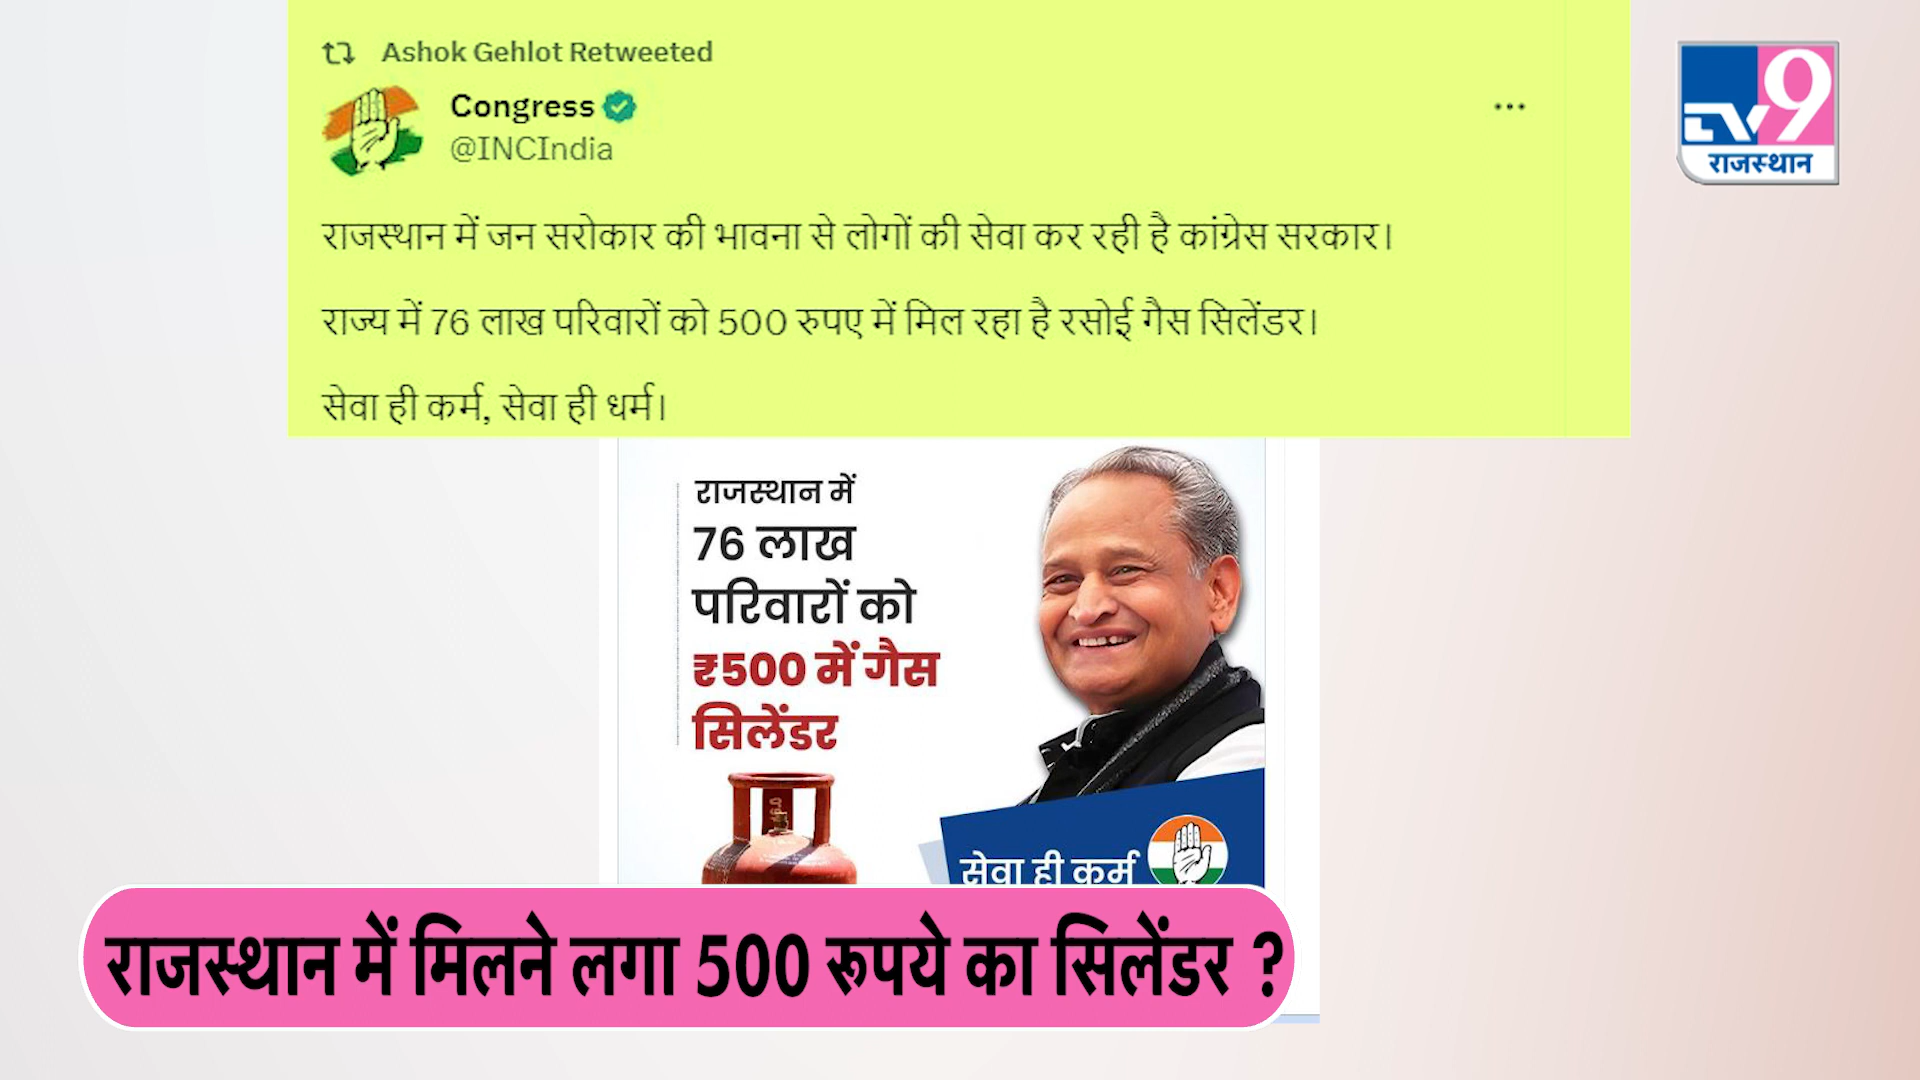 Ashok Gehlot Retweeted
Congress
@INCIndia
राजस्थान में जन सरोकार की भावना से लोगों की सेवा कर रही है कांग्रेस सरकार।
राज्य में 76 लाख परिवारों को 500 रुपए में मिल रहा है रसोई गैस सिलेंडर।
सेवा ही कर्म, सेवा ही धर्म।
TV9
राजस्थान
राजस्थान में
76 लाख
परिवारों को
₹500 में गैस
सिलेंडर
सेवा ही कर्म
राजस्थान में मिलने लगा 500 रूपये का सिलेंडर ?